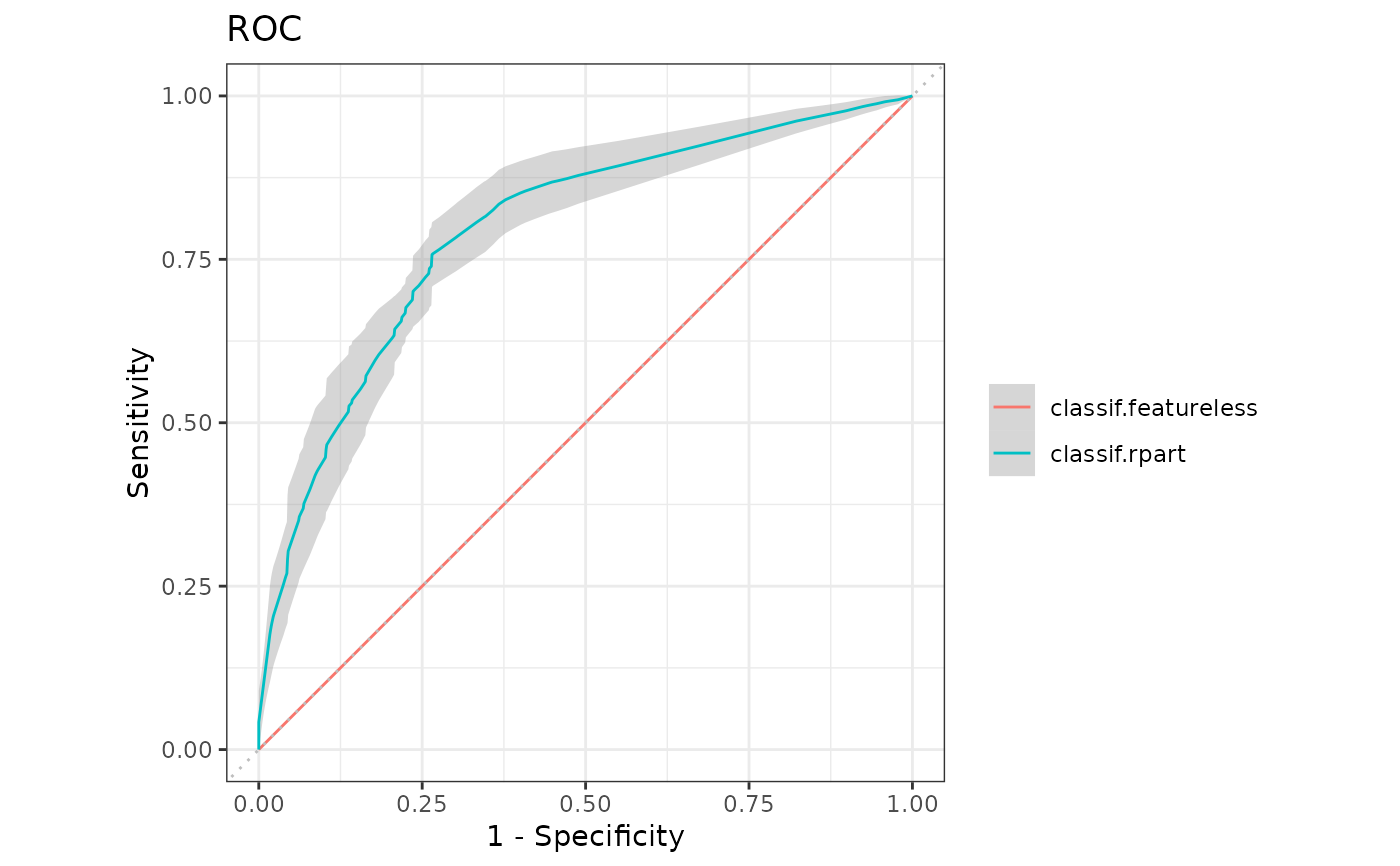 ROC
1.00
0.75
0.50
0.25
0.00
Sensitivity
0.00 0.25 0.50 0.75 1.00
1 - Specificity
classif.featureless
classif.rpart